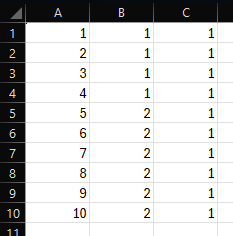 A B C
1 1 1 1
2 2 1 1
3 3 1 1
4 4 1 1
5 5 2 1
6 6 2 1
7 7 2 1
8 8 2 1
9 9 2 1
10 10 2 1
11